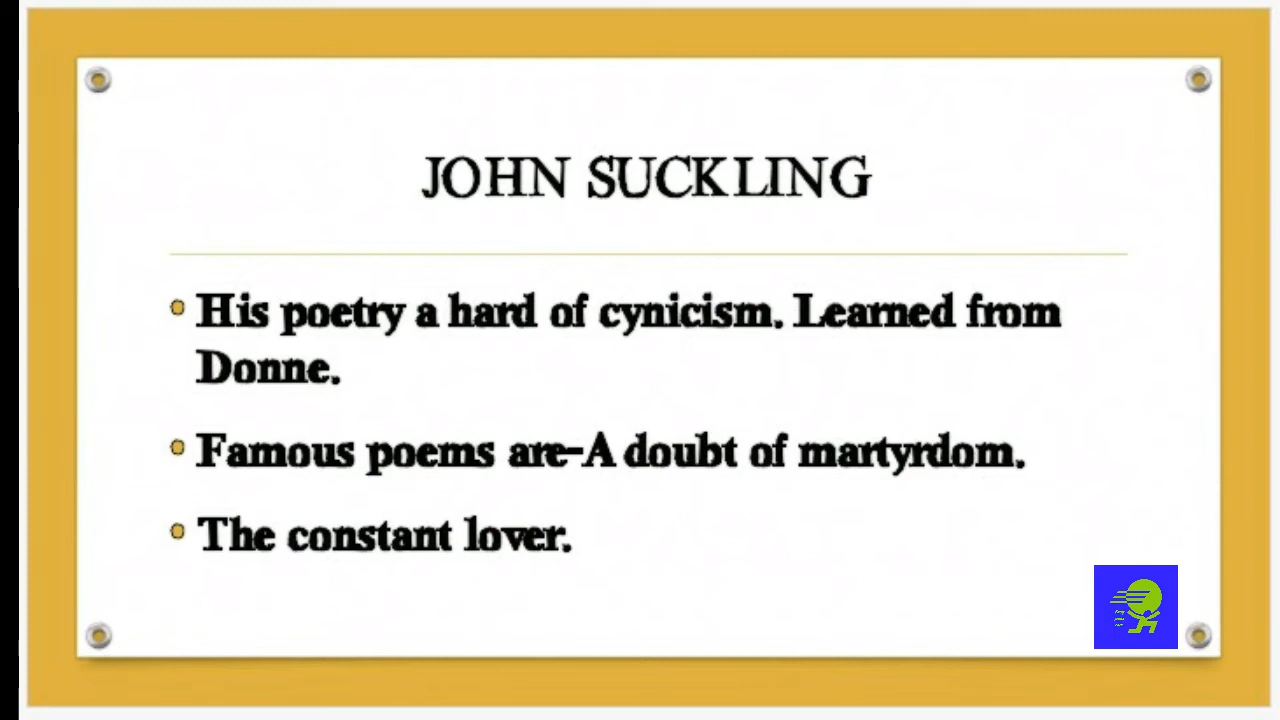 JOHN SUCKLING
His poetry a hard of cynicism. Learned from
Donne.
Famous poems are-A doubt of martyrdom.
The constant lover.